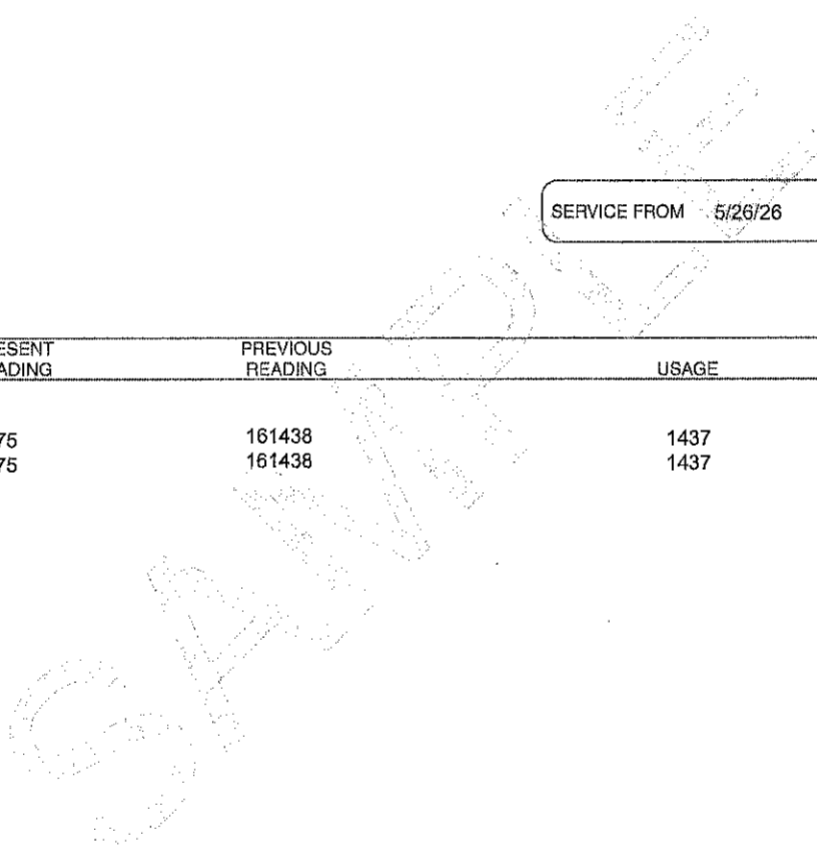 SERVICE FROM 5/26/26
ESENT PREVIOUS
ADING READING USAGE
75 161438 1437
75 161438 1437
SAMPLE